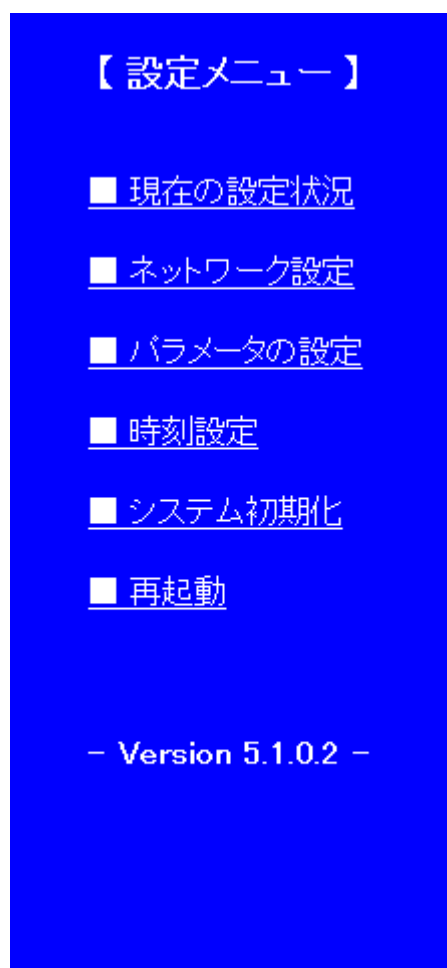 【 設定メニュー 】
■ 現在の設定状況
■ ネットワーク設定
■ パラメータの設定
■ 時刻設定
■ システム初期化
■ 再起動
− Version 5.1.0.2 −